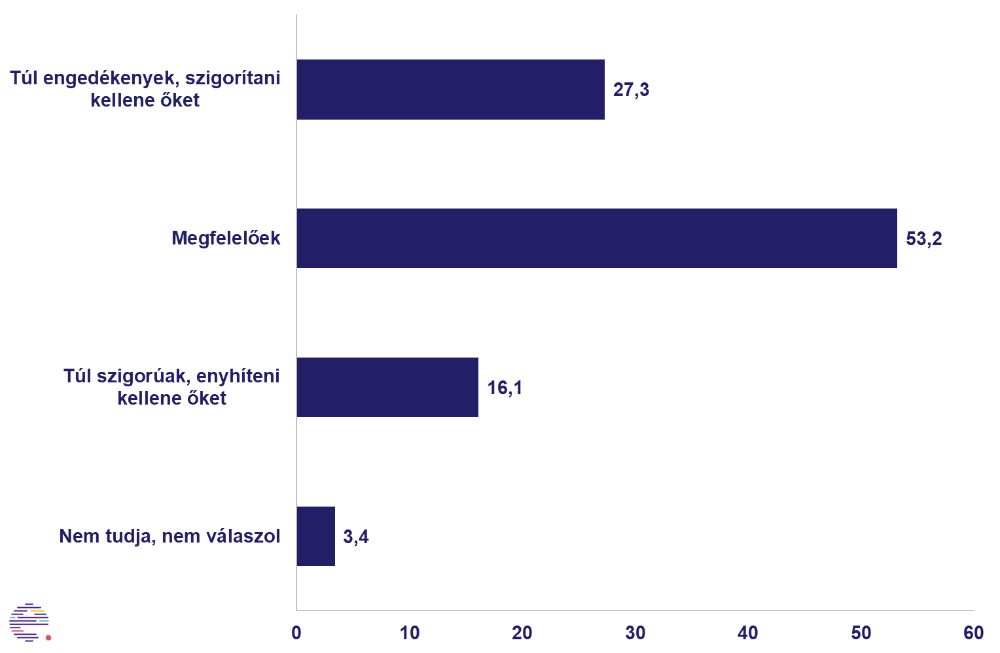 Túl engedékenyek, szigorítani
kellene őket
27,3
Megfelelőek
53,2
Túl szigorúak, enyhíteni
kellene őket
16,1
Nem tudja, nem válaszol
3,4
0 10 20 30 40 50 60